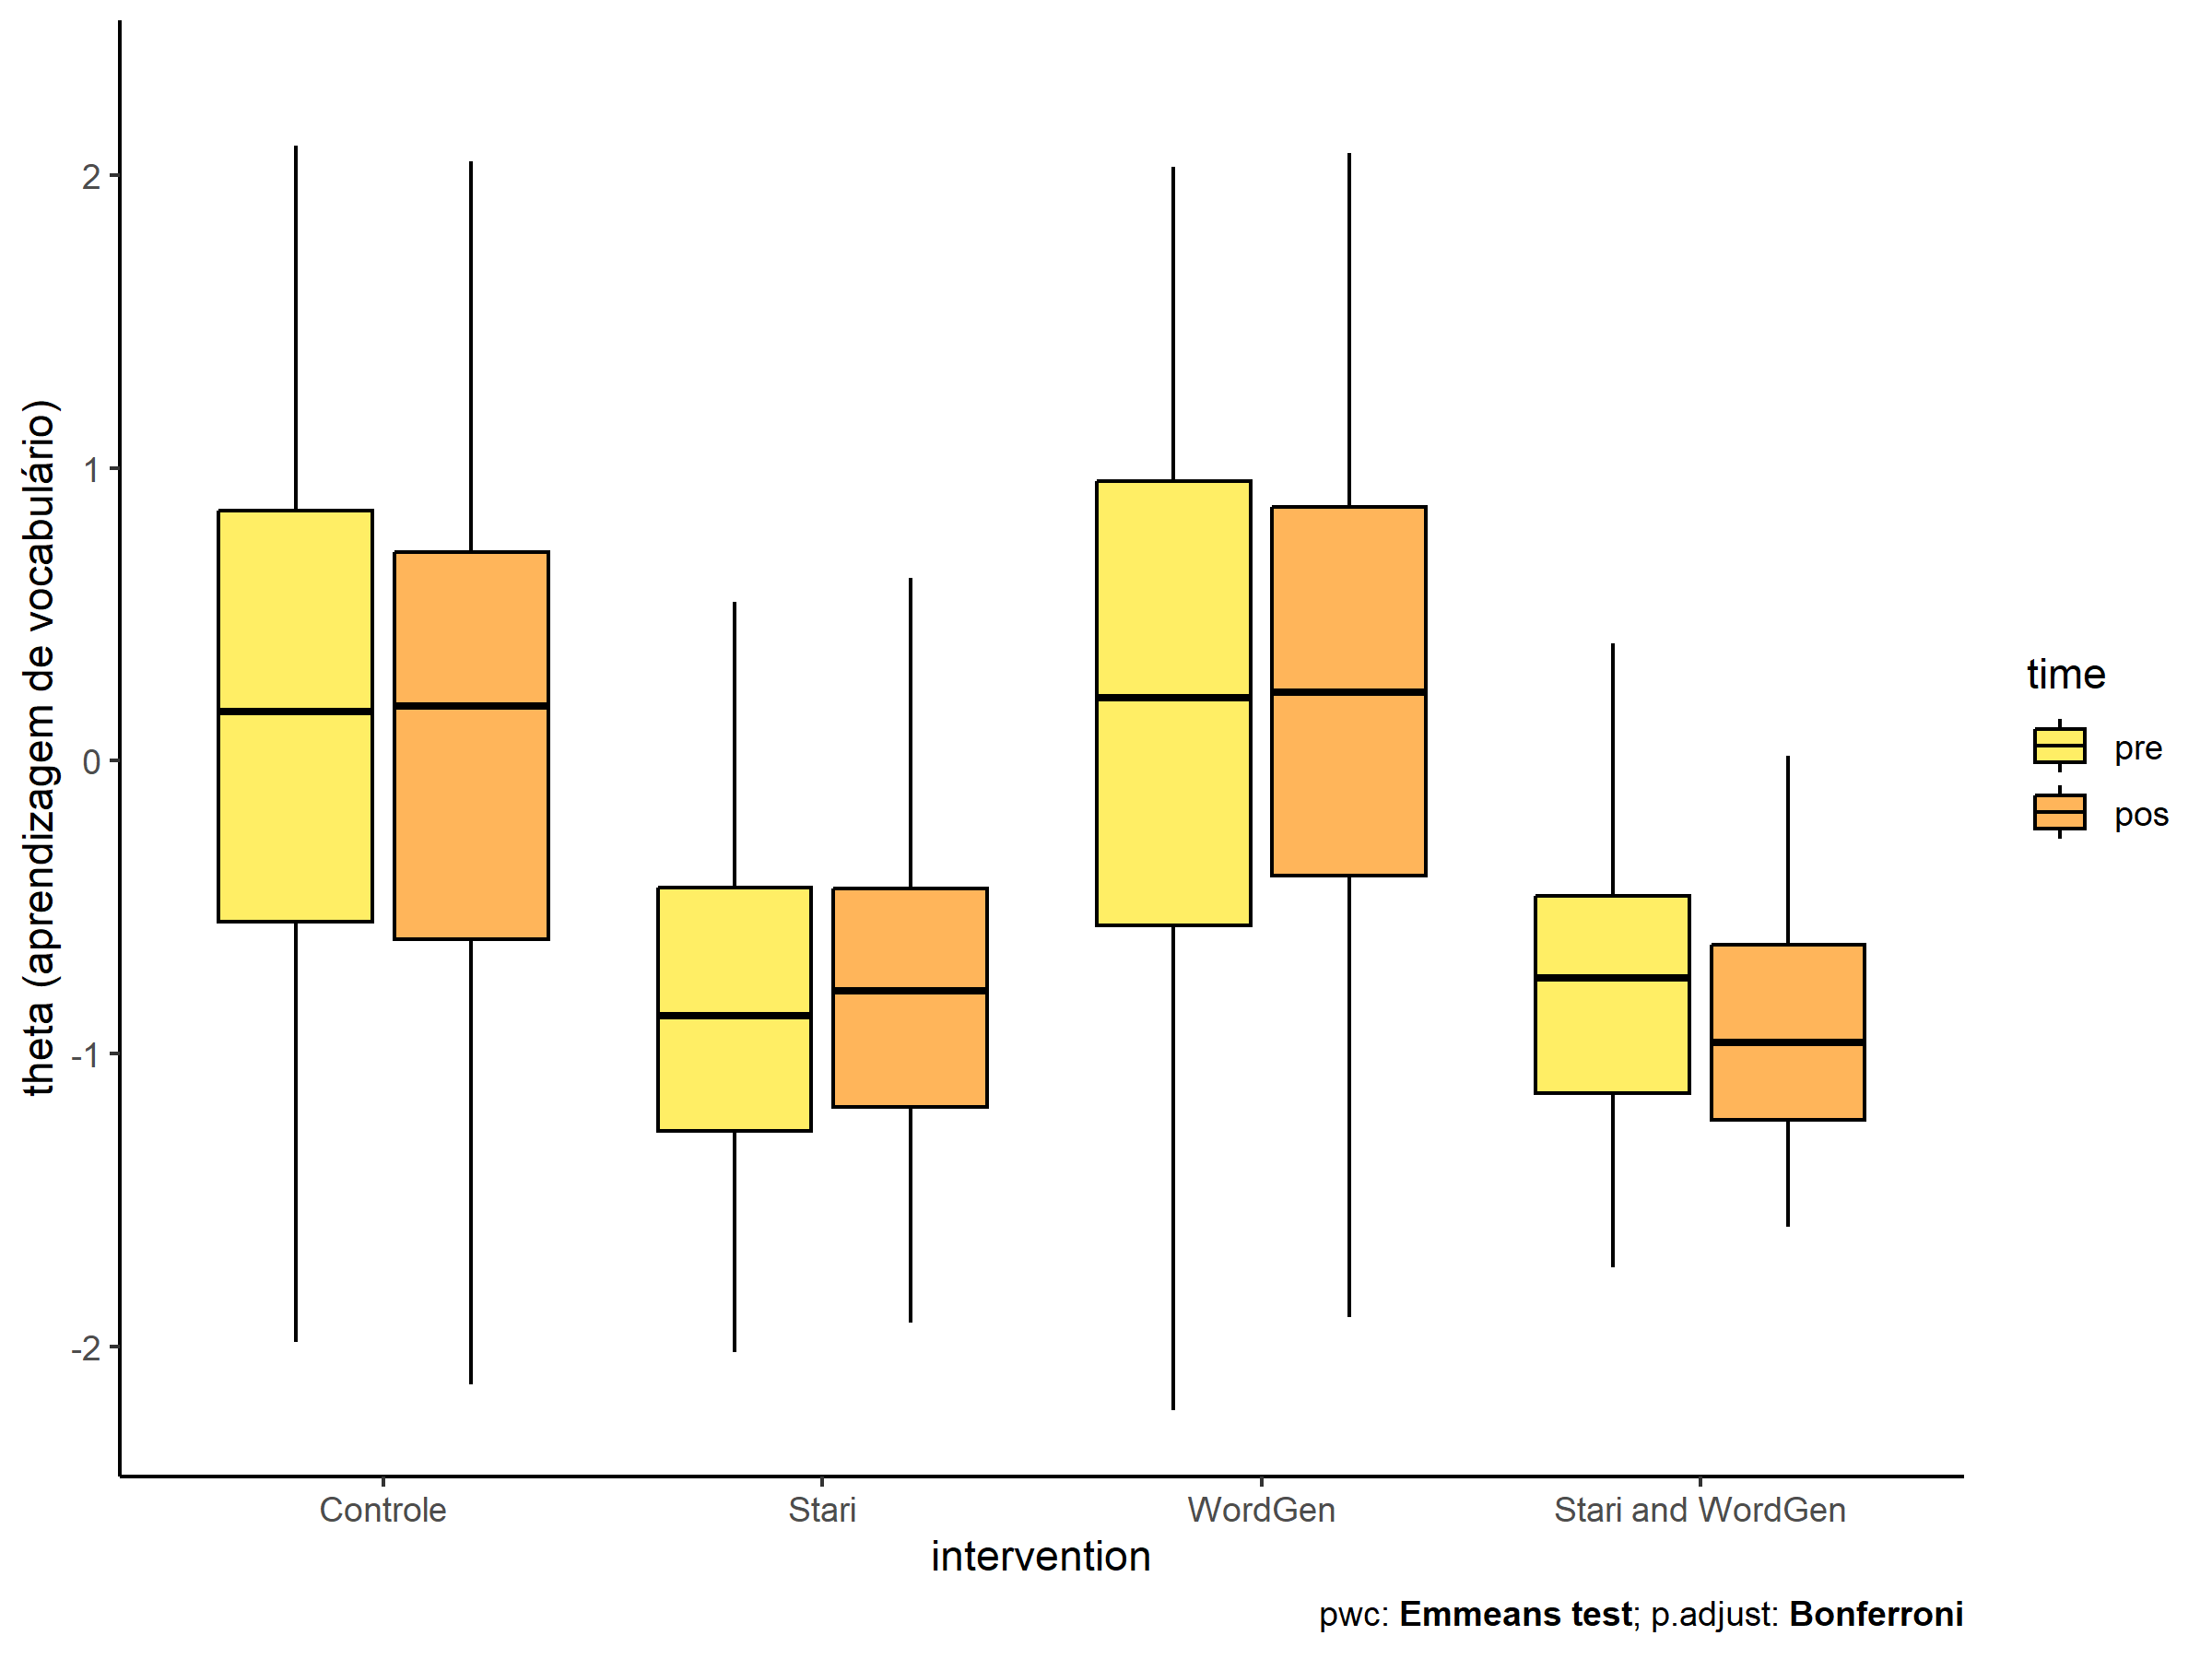 theta (aprendizagem de vocabulário)
2
1
0
-1
-2
Controle
Stari
WordGen
Stari and WordGen
intervention
time
pre
pos
pwc: Emmeans test; p.adjust: Bonferroni